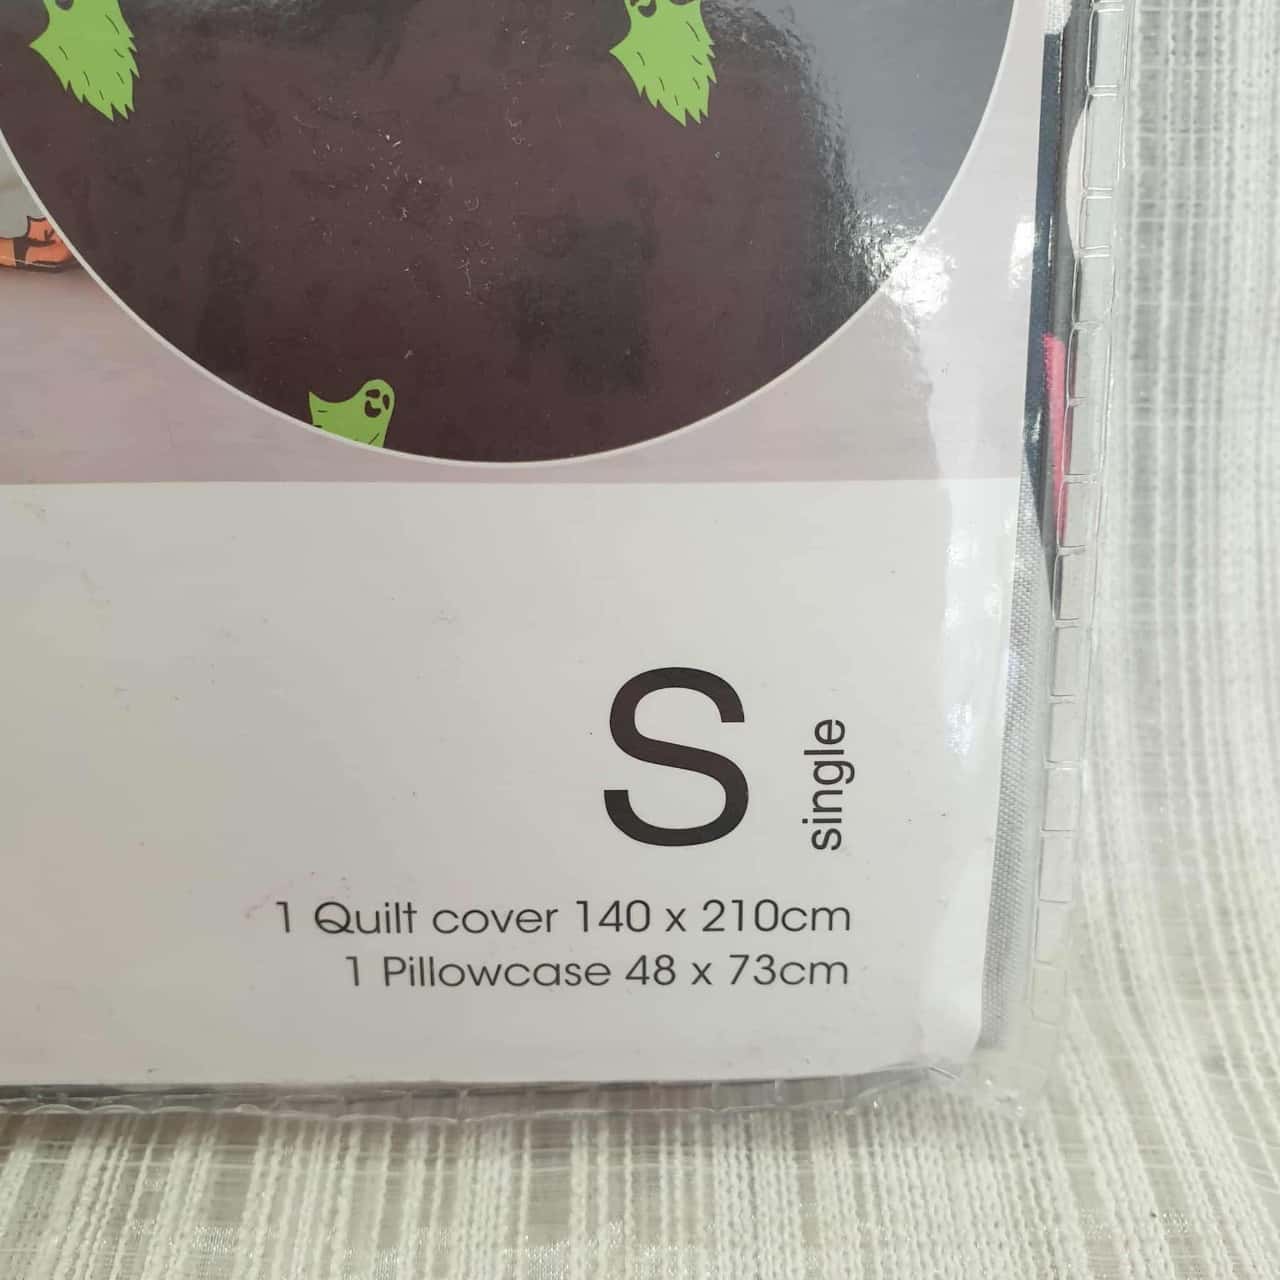 S
single
1 Quilt cover 140 x 210cm
1 Pillowcase 48 x 73cm